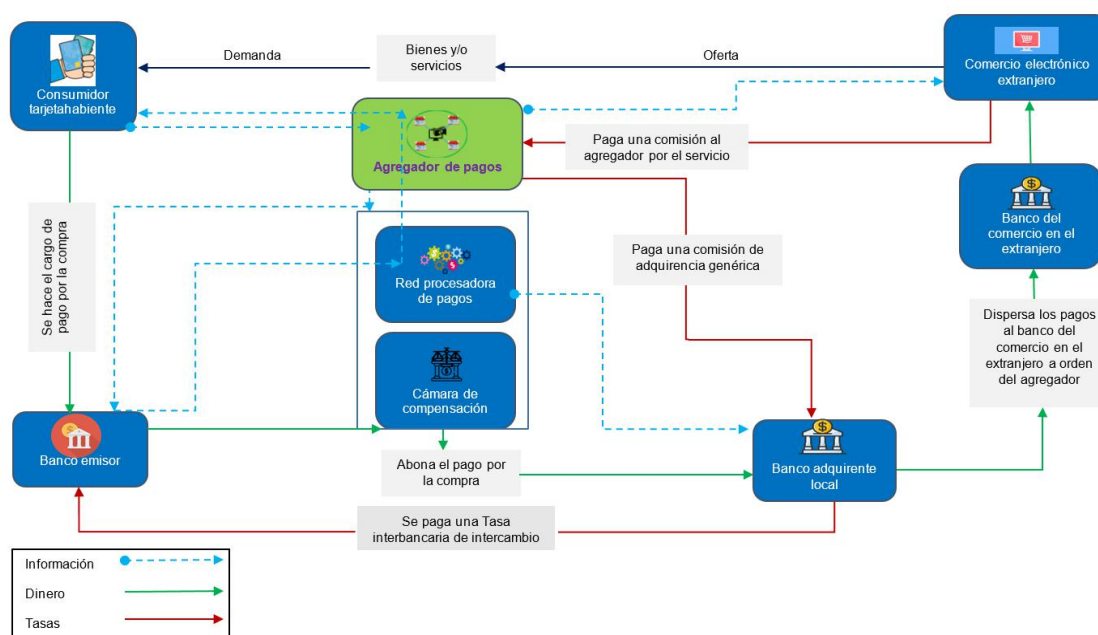 Demanda
Bienes y/o
servicios
Oferta
Consumidor
tarjetahabiente
Comercio electrónico
extranjero
Agregador de pagos
Paga una comisión al
agregador por el servicio
Banco del
comercio en el
extranjero
Se hace el cargo de
pago por la compra
Red procesadora
de pagos
Paga una comisión de
adquirencia genérica
Dispersa los pagos
al banco del
comercio en el
extranjero a orden
del agregador
Cámara de
compensación
Banco emisor
Abona el pago por
la compra
Banco adquirente
local
Se paga una Tasa
interbancaria de intercambio
Información
Dinero
Tasas